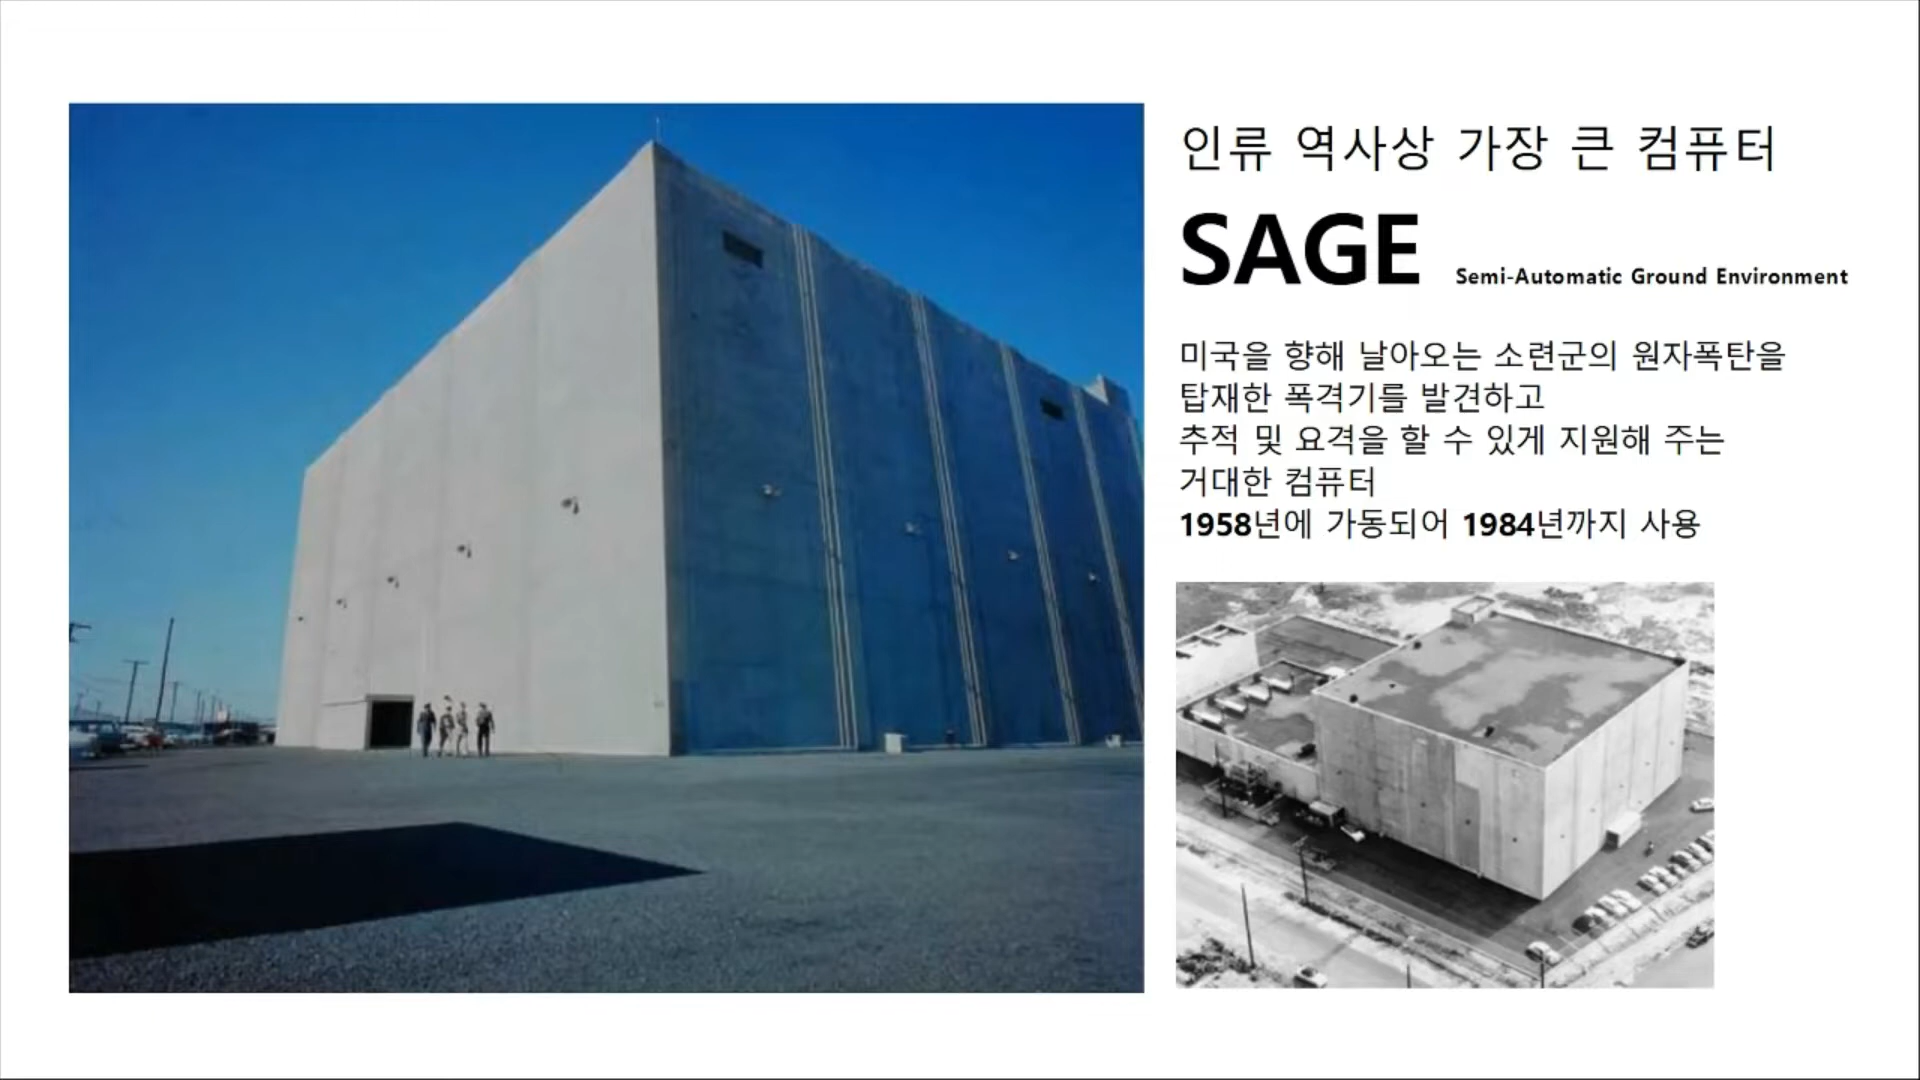 인류 역사상 가장 큰 컴퓨터
SAGE Semi-Automatic Ground Environment
미국을 향해 날아오는 소련군의 원자폭탄을
탑재한 폭격기를 발견하고
추적 및 요격을 할 수 있게 지원해 주는
거대한 컴퓨터
1958년에 가동되어 1984년까지 사용